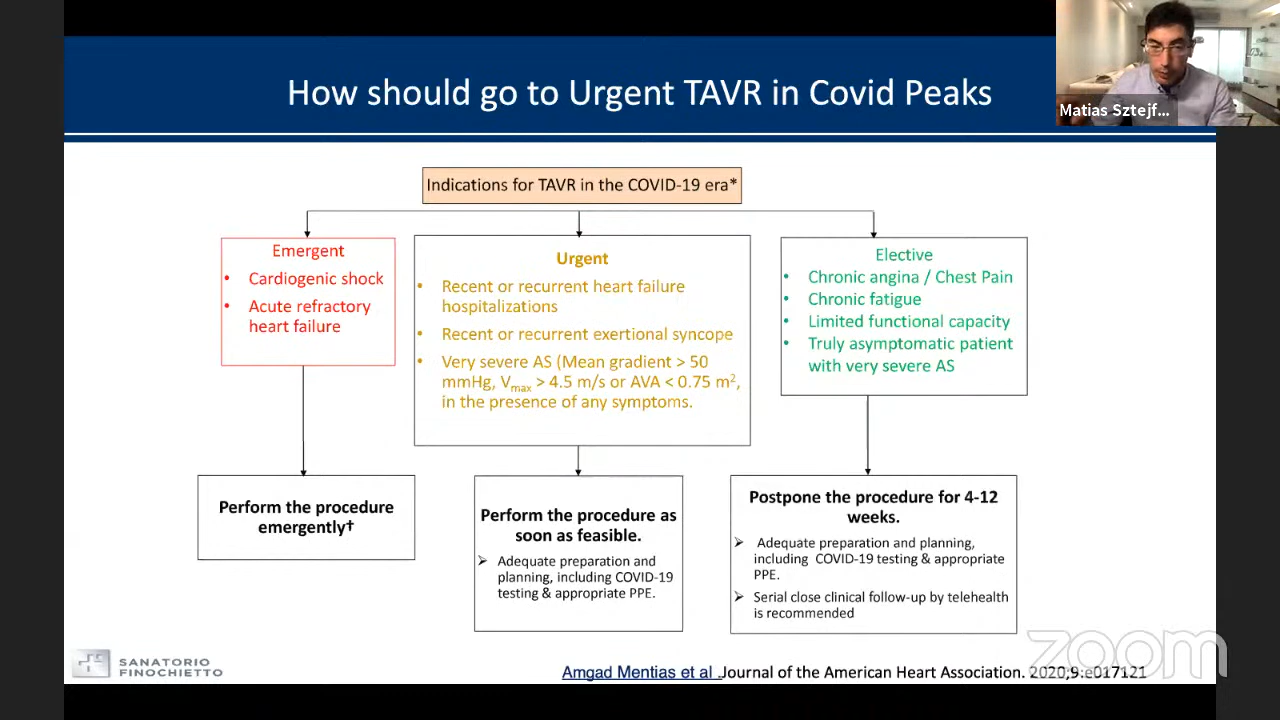 How should go to Urgent TAVR in Covid Peaks
Matias Sztejf...
Indications for TAVR in the COVID-19 era*
Emergent
• Cardiogenic shock
• Acute refractory
heart failure
Urgent
• Recent or recurrent heart failure
hospitalizations
• Recent or recurrent exertional syncope
• Very severe AS (Mean gradient > 50
mmHg, Vmax > 4.5 m/s or AVA < 0.75 m²,
in the presence of any symptoms.
Elective
• Chronic angina / Chest Pain
• Chronic fatigue
• Limited functional capacity
• Truly asymptomatic patient
with very severe AS
Perform the procedure
emergently†
Perform the procedure as
soon as feasible.
➢ Adequate preparation and
planning, including COVID-19
testing & appropriate PPE.
Postpone the procedure for 4-12
weeks.
➢ Adequate preparation and planning,
including COVID-19 testing & appropriate
PPE.
➢ Serial close clinical follow-up by telehealth
is recommended
SANATORIO
FINOCHIETTO
Amgad Mentias et al .Journal of the American Heart Association. 2020;9:e017121
zoom